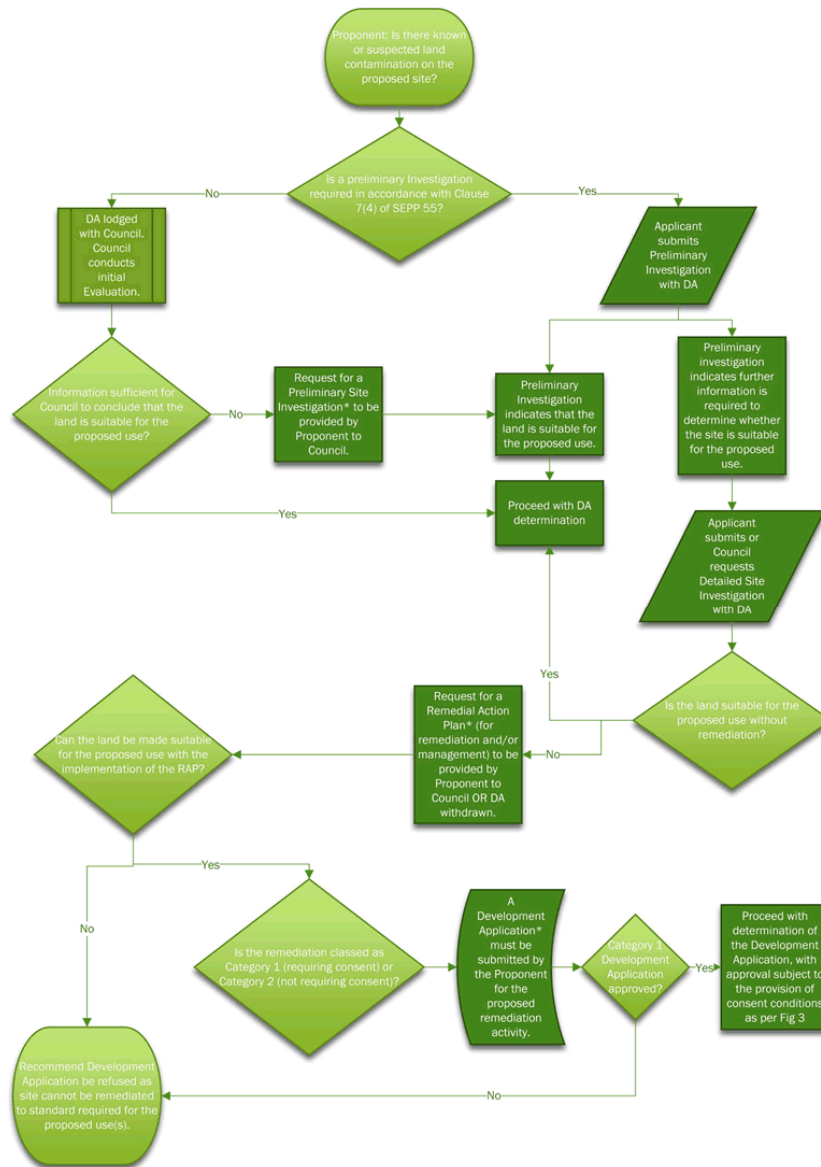 Proponent: Is there known
or suspected land
contamination on the
proposed site?
Is a preliminary Investigation
required in accordance with Clause
7(4) of SEPP 55?
No
Yes
DA lodged
with Council.
Council
conducts
initial
Evaluation.
Applicant
submits
Preliminary
Investigation
with DA
Information sufficient for
Council to conclude that the
land is suitable for the
proposed use?
No
Request for a
Preliminary Site
Investigation* to be
provided by
Proponent to
Council.
Preliminary
Investigation
indicates that the
land is suitable for
the proposed use.
Preliminary
investigation
indicates further
information is
required to
determine whether
the site is suitable
for the proposed
use.
Yes
Proceed with DA
determination
Applicant
submits or
Council
requests
Detailed Site
Investigation
with DA
Yes
Is the land suitable for the
proposed use without
remediation?
No
Request for a
Remedial Action
Plan* (for
remediation and/or
management) to be
provided by
Proponent to
Council OR DA
withdrawn.
Can the land be made suitable
for the proposed use with the
implementation of the RAP?
Yes
No
Is the remediation classed as
Category 1 (requiring consent) or
Category 2 (not requiring consent)?
A
Development
Application*
must be
submitted by
the Proponent
for the
proposed
remediation
activity.
Category 1
Development
Application
approved?
Yes
Proceed with
determination of
the Development
Application, with
approval subject to
the provision of
consent conditions
as per Fig 3
No
Recommend Development
Application be refused as
site cannot be remediated
to standard required for the
proposed use(s).